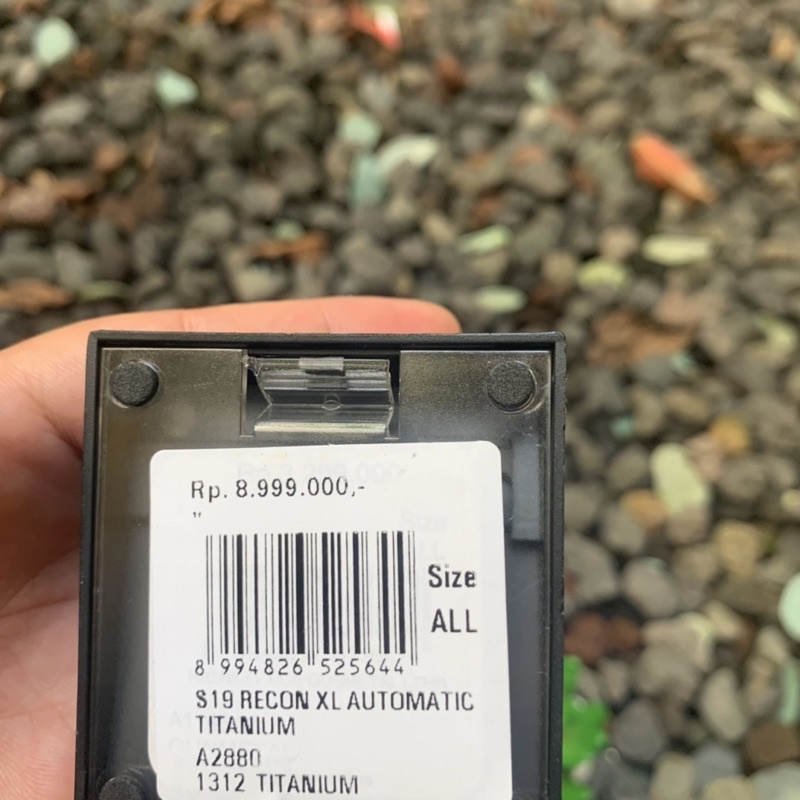 Rp. 8.999.000,-
"
Size
ALL
8 994826 525644
S19 RECON XL AUTOMATIC
TITANIUM
A2880
1312 TITANIUM